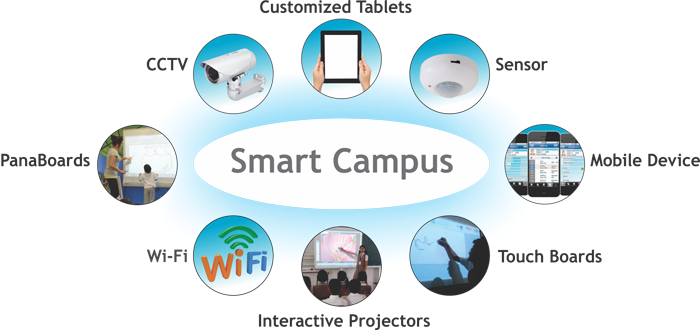 Customized Tablets
CCTV
Sensor
PanaBoards
Smart Campus
Mobile Device
Wi-Fi
WiFi
Touch Boards
Interactive Projectors